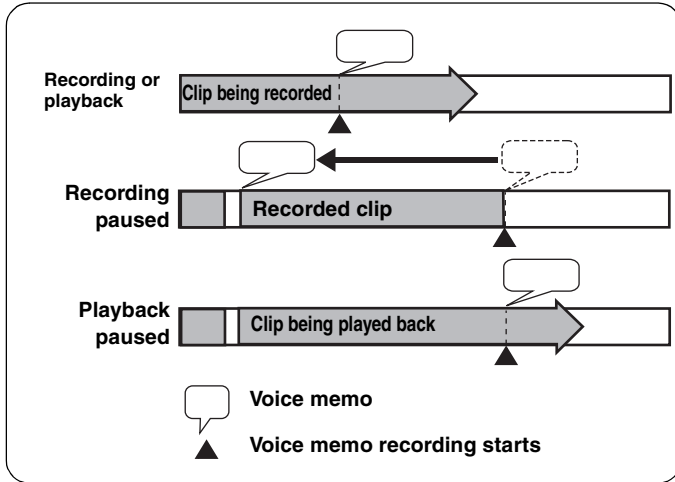 Recording or
playback
Clip being recorded
Recording
paused
Recorded clip
Playback
paused
Clip being played back
Voice memo
Voice memo recording starts